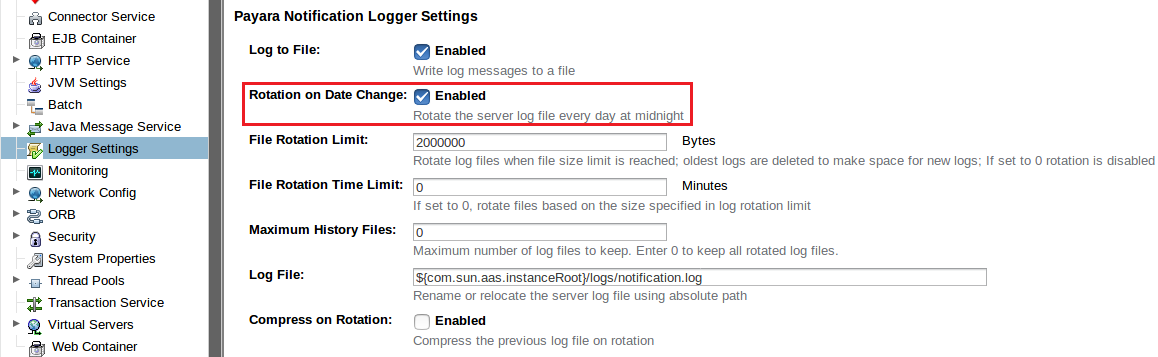 Connector Service
EJB Container
HTTP Service
JVM Settings
Batch
Java Message Service
Logger Settings
Monitoring
Network Config
ORB
Security
System Properties
Thread Pools
Transaction Service
Virtual Servers
Web Container
Payara Notification Logger Settings
Log to File: Enabled
Write log messages to a file
Rotation on Date Change: Enabled
Rotate the server log file every day at midnight
File Rotation Limit: 2000000 Bytes
Rotate log files when file size limit is reached; oldest logs are deleted to make space for new logs; If set to 0 rotation is disabled
File Rotation Time Limit: 0 Minutes
If set to 0, rotate files based on the size specified in log rotation limit
Maximum History Files: 0
Maximum number of log files to keep. Enter 0 to keep all rotated log files.
Log File: ${com.sun.aas.instanceRoot}/logs/notification.log
Rename or relocate the server log file using absolute path
Compress on Rotation: Enabled
Compress the previous log file on rotation